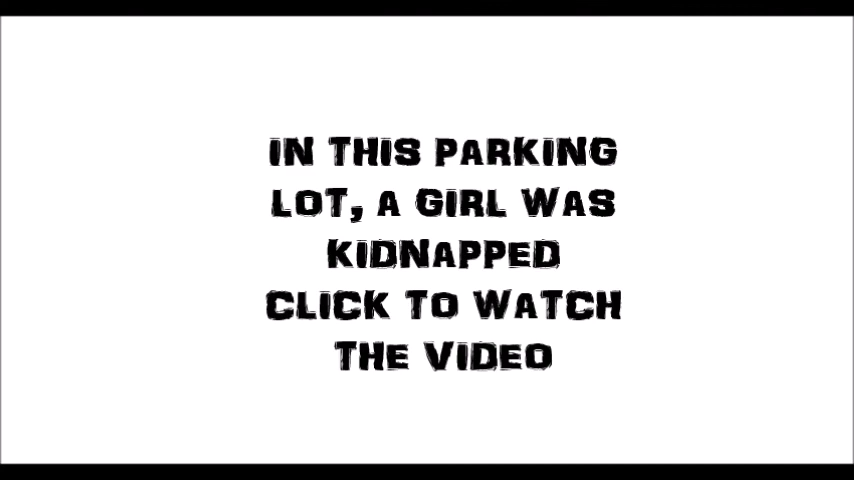 IN THIS PARKING
LOT, A GIRL WAS
KIDNAPPED
CLICK TO WATCH
THE VIDEO